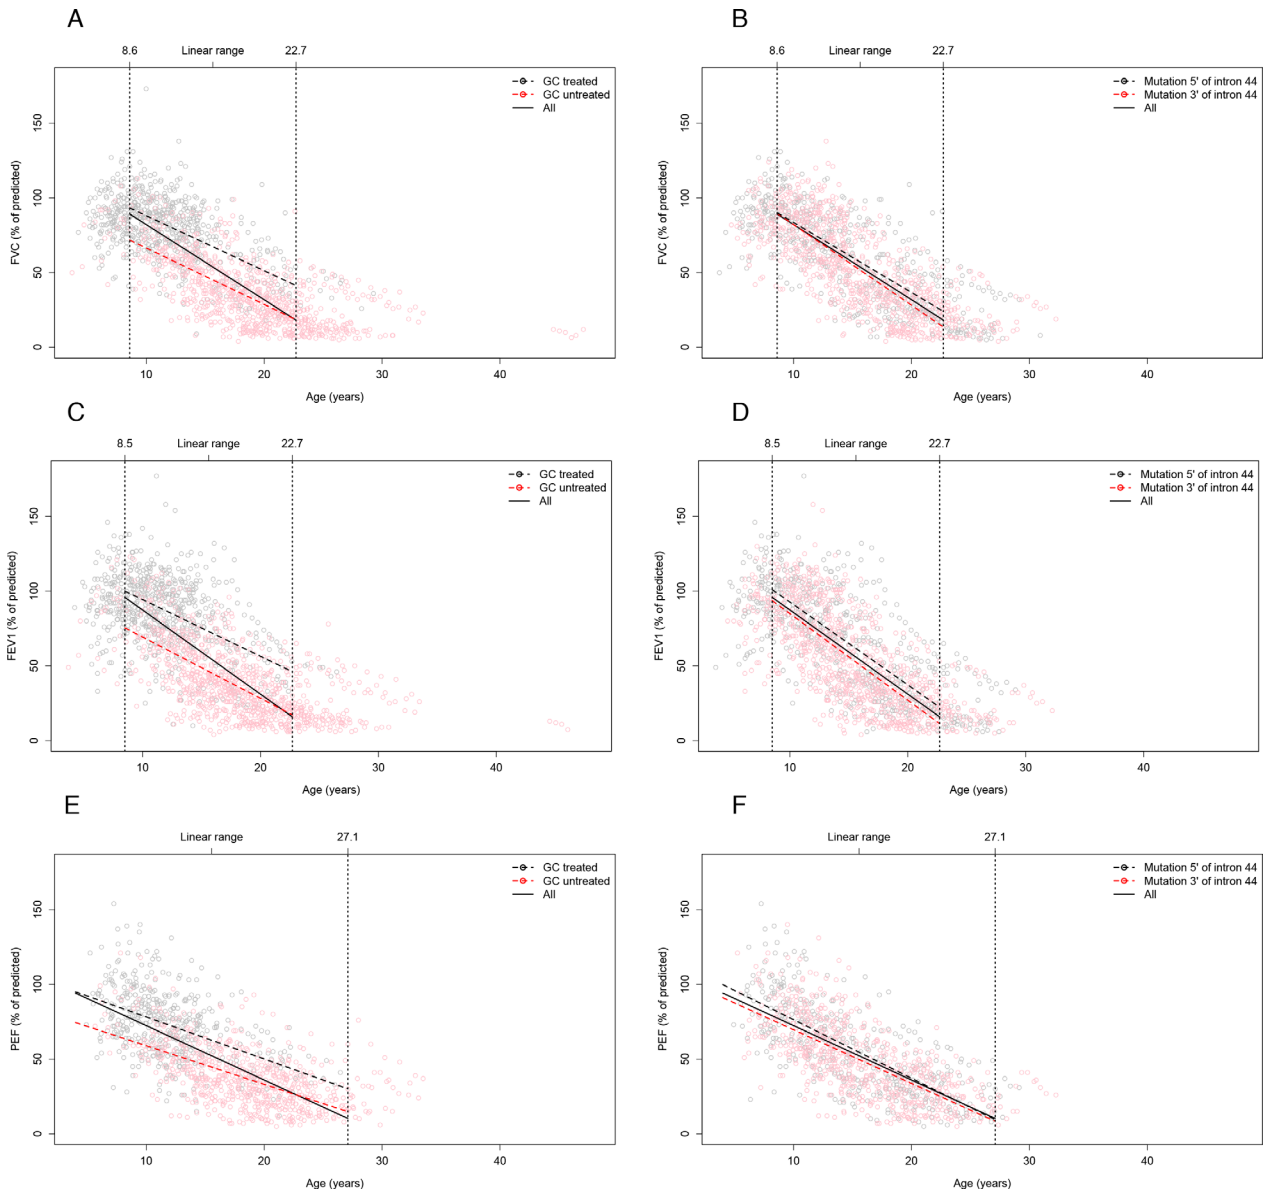 A
8.6 Linear range 22.7
GC treated
GC untreated
All
FVC (% of predicted)
0 50 100 150
10 20 30 40
Age (years)
B
8.6 Linear range 22.7
Mutation 5' of intron 44
Mutation 3' of intron 44
All
FVC (% of predicted)
0 50 100 150
10 20 30 40
Age (years)
C
8.5 Linear range 22.7
GC treated
GC untreated
All
FEV1 (% of predicted)
0 50 100 150
10 20 30 40
Age (years)
D
8.5 Linear range 22.7
Mutation 5' of intron 44
Mutation 3' of intron 44
All
FEV1 (% of predicted)
0 50 100 150
10 20 30 40
Age (years)
E
Linear range 27.1
GC treated
GC untreated
All
PEF (% of predicted)
0 50 100 150
10 20 30 40
Age (years)
F
Linear range 27.1
Mutation 5' of intron 44
Mutation 3' of intron 44
All
PEF (% of predicted)
0 50 100 150
10 20 30 40
Age (years)